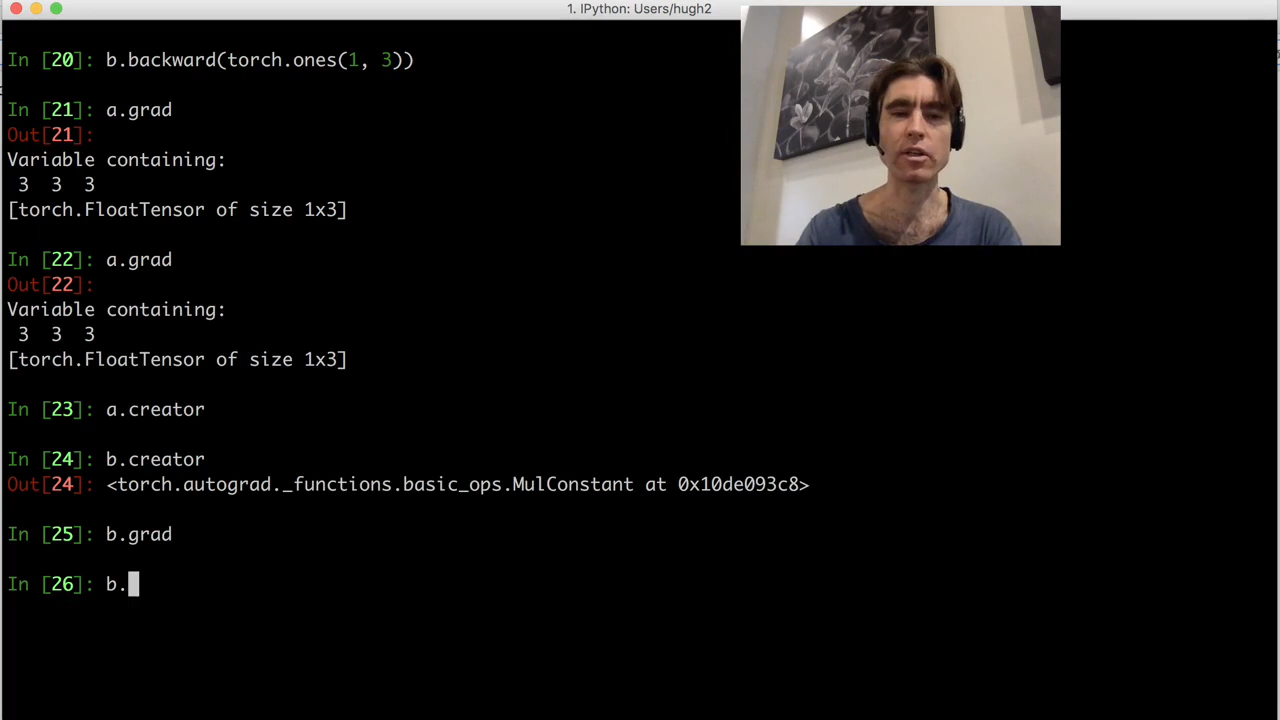 1. IPython: Users/hugh2
In [20]: b.backward(torch.ones(1, 3))
In [21]: a.grad
Out[21]:
Variable containing:
 3  3  3
[torch.FloatTensor of size 1x3]
In [22]: a.grad
Out[22]:
Variable containing:
 3  3  3
[torch.FloatTensor of size 1x3]
In [23]: a.creator
In [24]: b.creator
Out[24]: <torch.autograd._functions.basic_ops.MulConstant at 0x10de093c8>
In [25]: b.grad
In [26]: b.